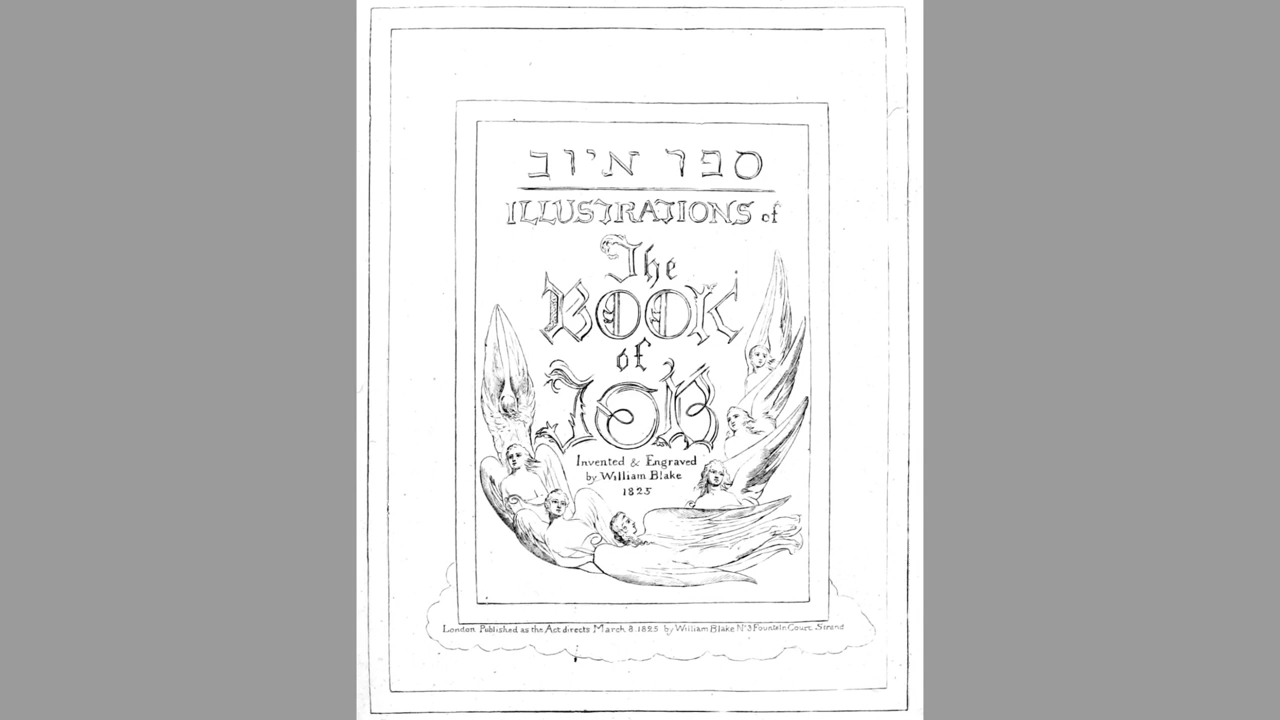 ספר איוב
ILLUSTRATIONS of
The
BOOK
of
JOB
Invented & Engraved
by William Blake
1825
London Published as the Act directs March 8 1825 by William Blake No 3 Fountain Court Strand